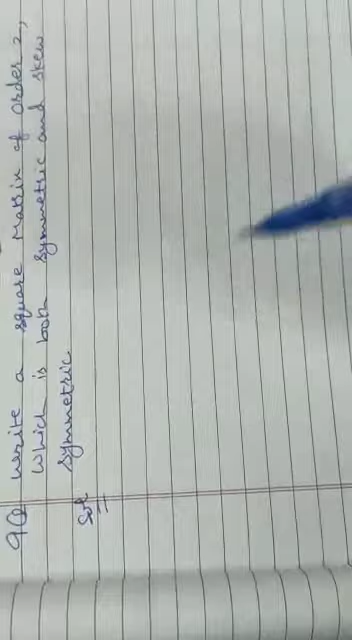 9Q write a square Matrix of order 2,
which is both symmetric and skew
symmetric
Sol